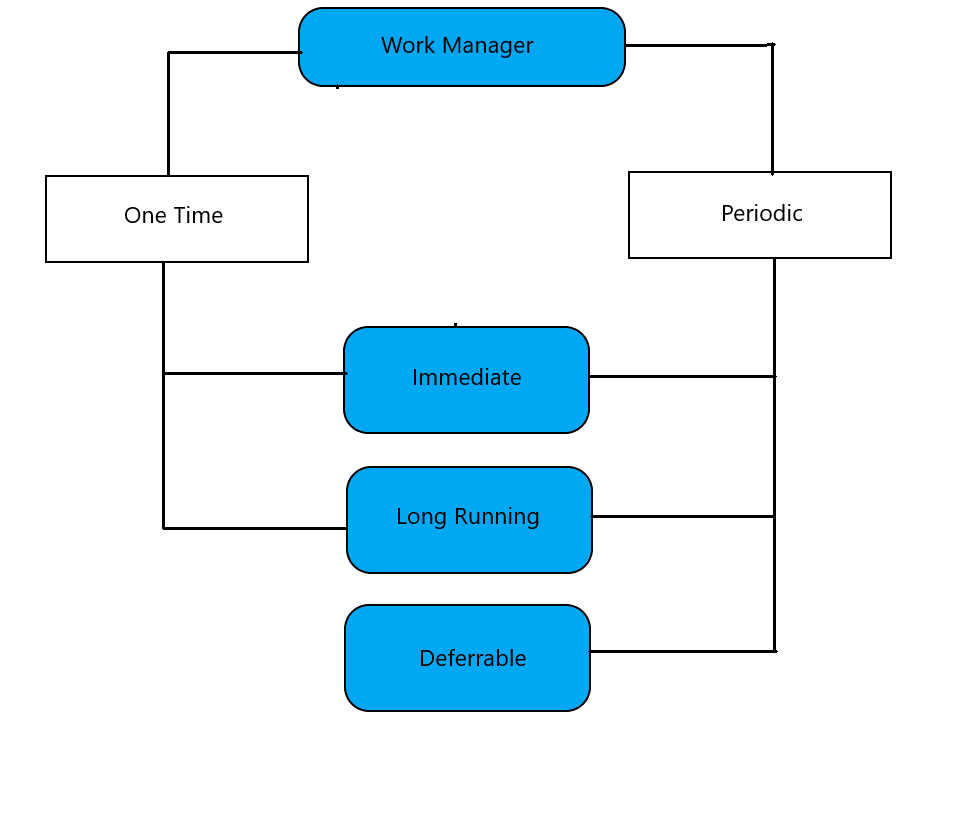 Work Manager
One Time
Periodic
Immediate
Long Running
Deferrable